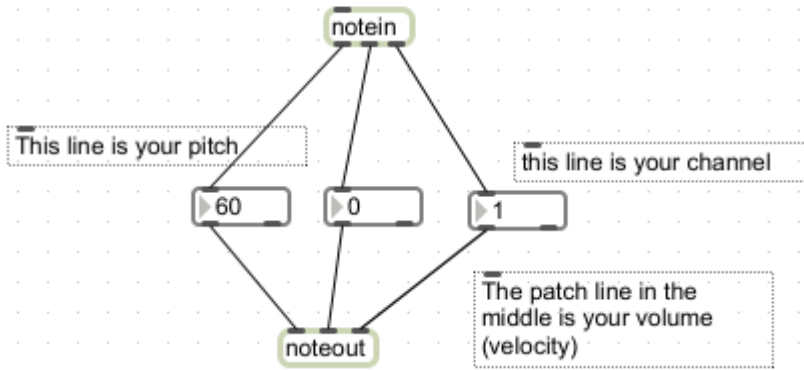 notein
This line is your pitch
this line is your channel
60
0
1
The patch line in the
middle is your volume
(velocity)
noteout